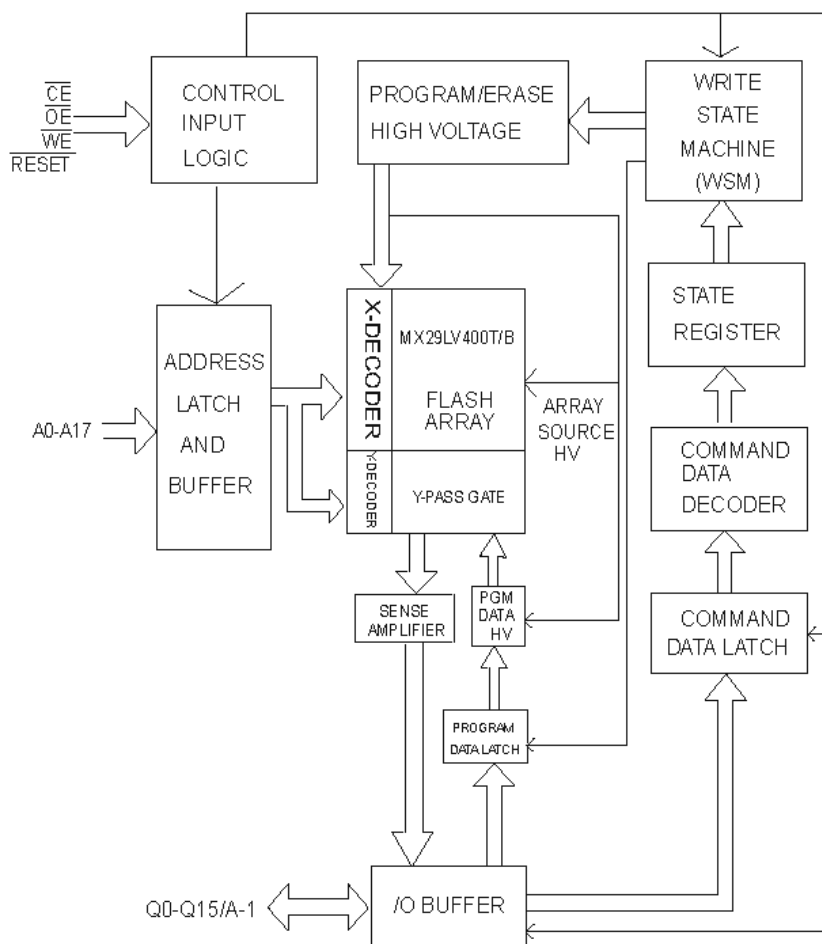 CE
OE
WE
RESET
CONTROL
INPUT
LOGIC
PROGRAM/ERASE
HIGH VOLTAGE
WRITE
STATE
MACHINE
(WSM)
STATE
REGISTER
X-DECODER
MX29LV400T/B
FLASH
ARRAY
ADDRESS
LATCH
AND
BUFFER
A0-A17
ARRAY
SOURCE
HV
Y-DECODER
Y-PASS GATE
COMMAND
DATA
DECODER
SENSE
AMPLIFIER
PGM
DATA
HV
COMMAND
DATA LATCH
PROGRAM
DATA LATCH
Q0-Q15/A-1
/O BUFFER